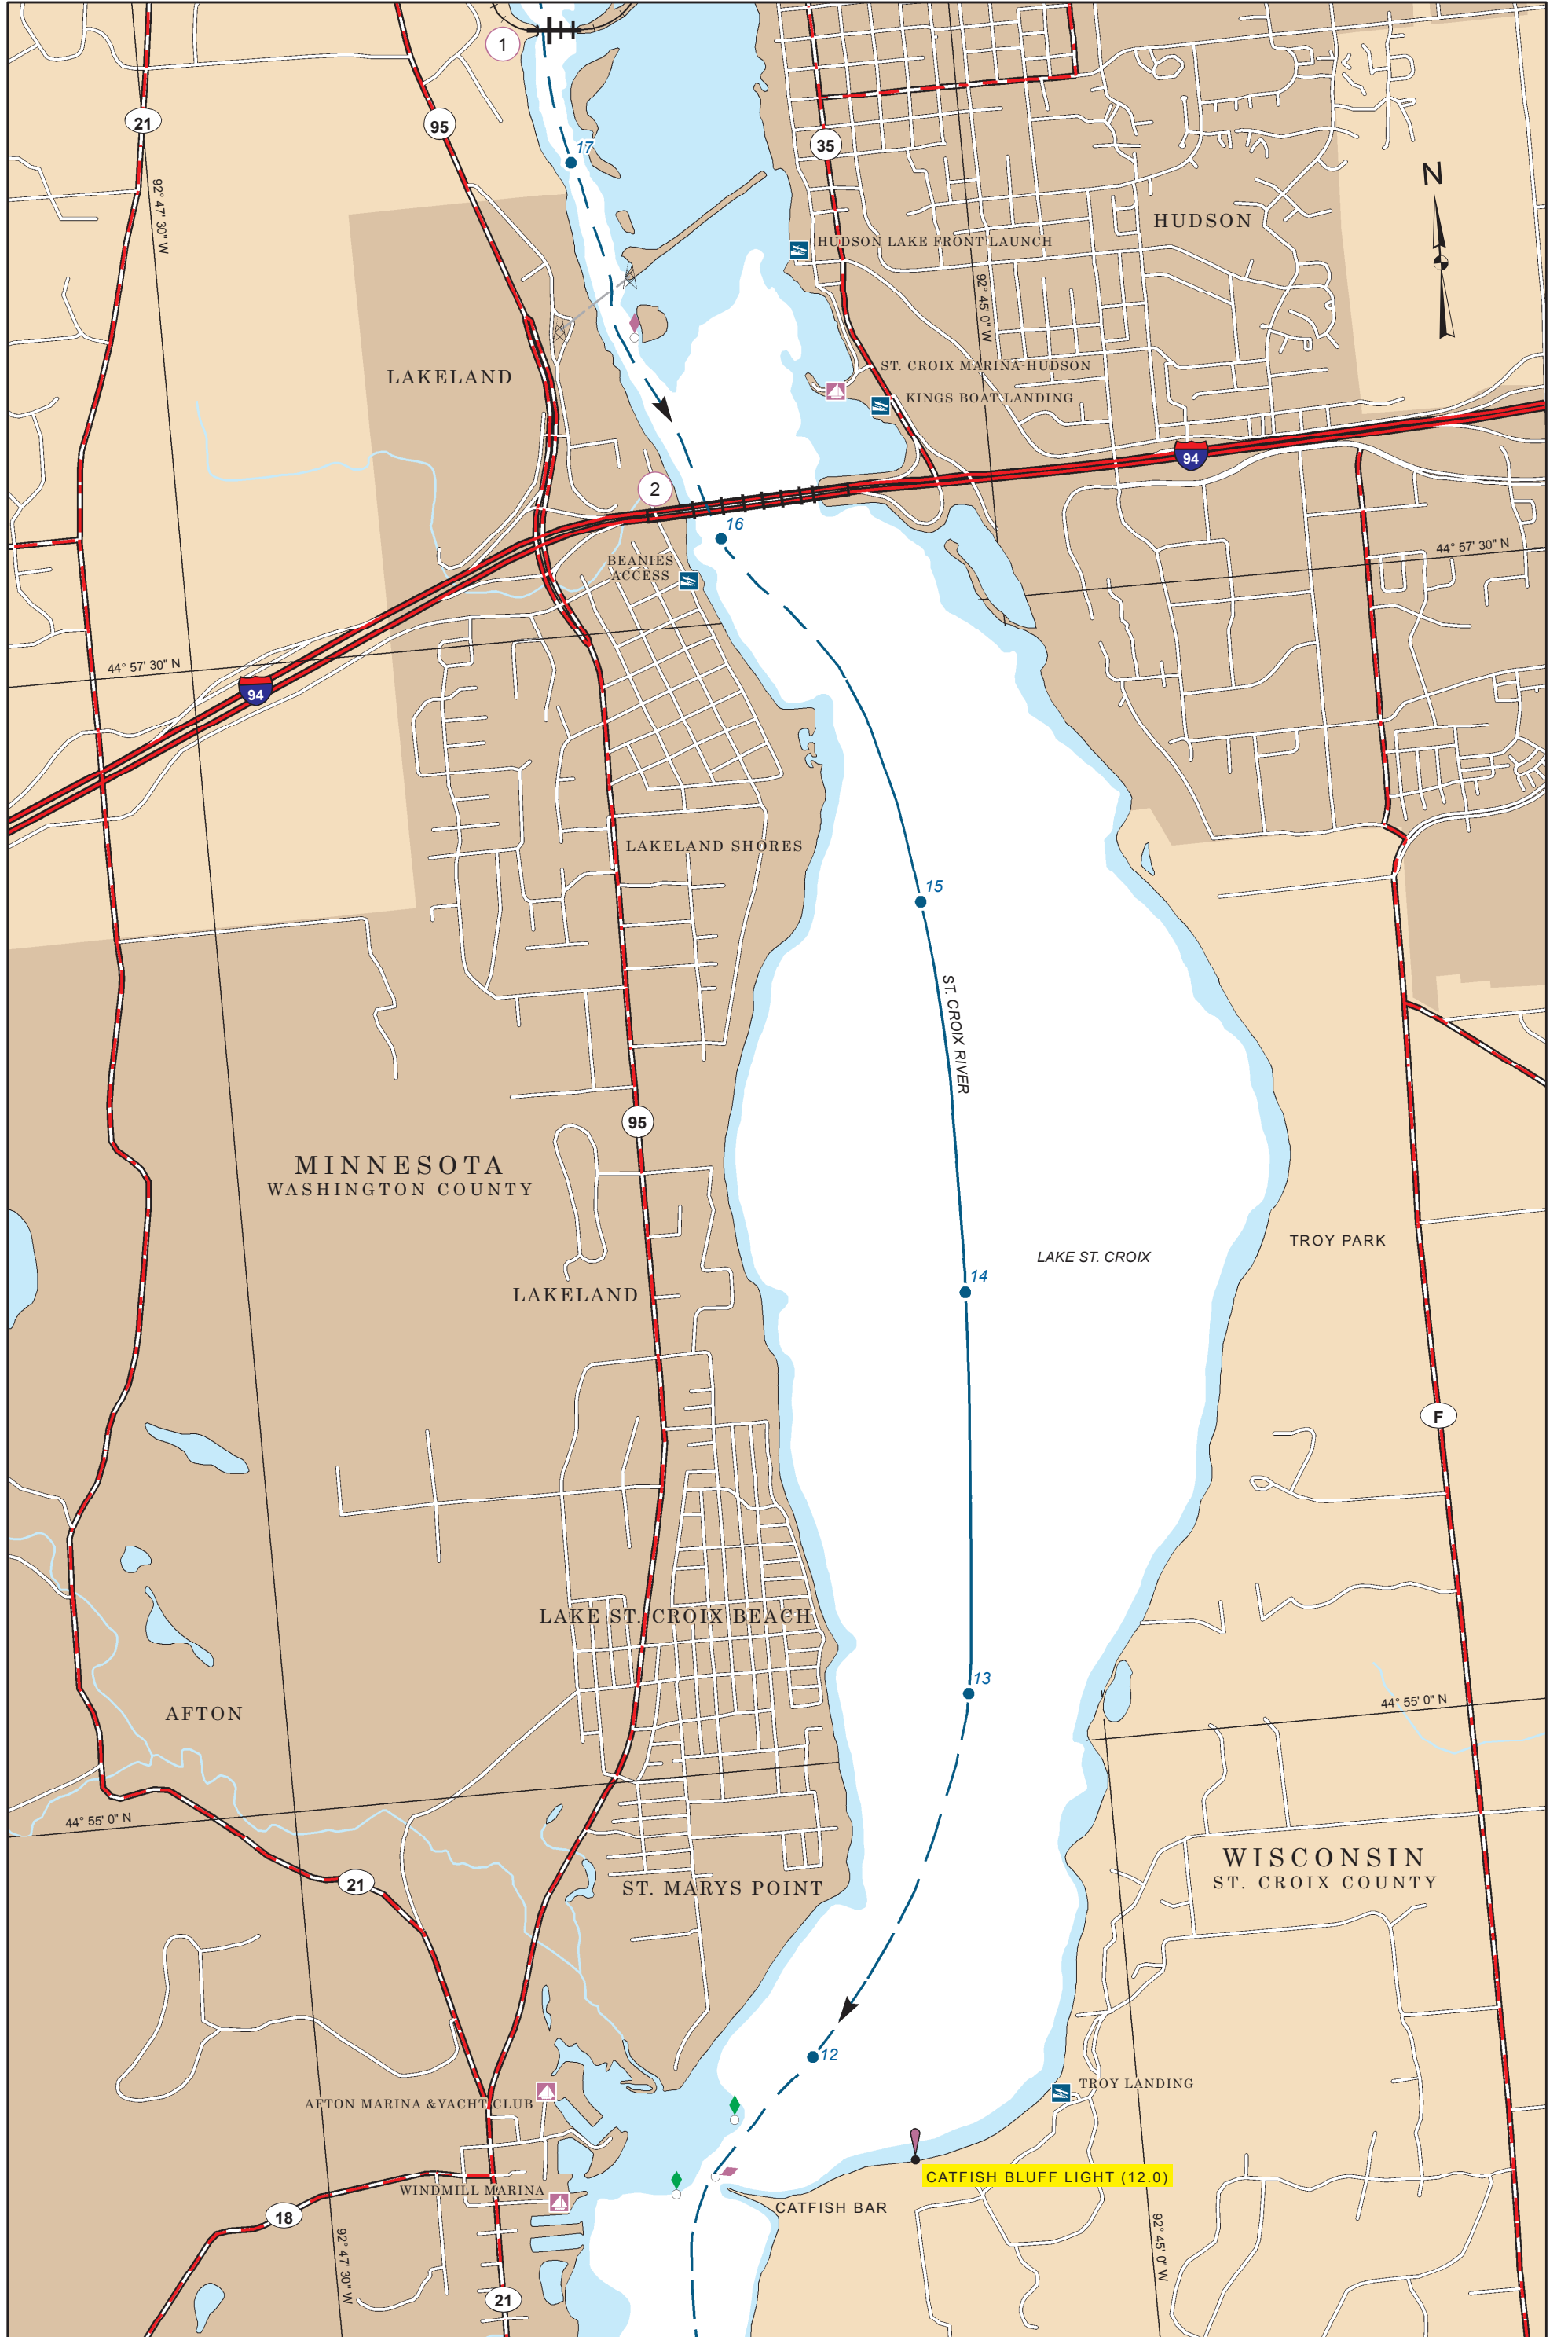 1
21
95
17
35
N
92° 47' 30" W
HUDSON
HUDSON LAKE FRONT LAUNCH
92° 45' 0" W
LAKELAND
ST. CROIX MARINA-HUDSON
KINGS BOAT LANDING
94
2
16
44° 57' 30" N
BEANIES
ACCESS
44° 57' 30" N
94
LAKELAND SHORES
15
ST. CROIX RIVER
95
MINNESOTA
WASHINGTON COUNTY
TROY PARK
LAKE ST. CROIX
14
LAKELAND
F
LAKE ST. CROIX BEACH
13
44° 55' 0" N
AFTON
44° 55' 0" N
WISCONSIN
ST. CROIX COUNTY
21
ST. MARYS POINT
12
TROY LANDING
AFTON MARINA &YACHT CLUB
CATFISH BLUFF LIGHT (12.0)
WINDMILL MARINA
CATFISH BAR
18
92° 47' 30" W
92° 45' 0" W
21